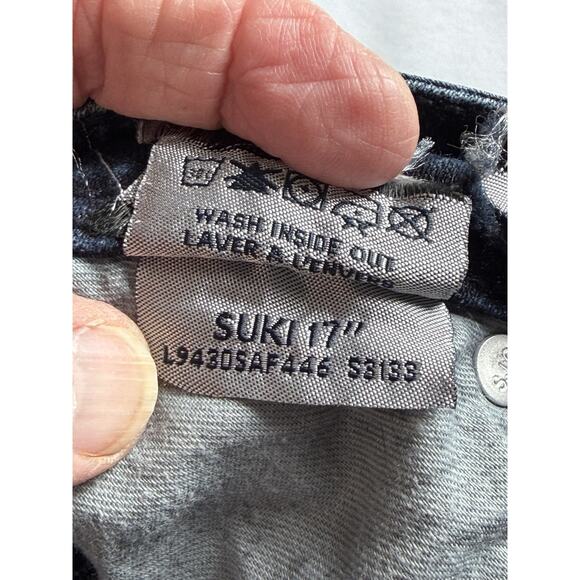 WASH INSIDE OUT
LAVER À L'ENVERS
SUKI 17"
L9430SAF446 S3133